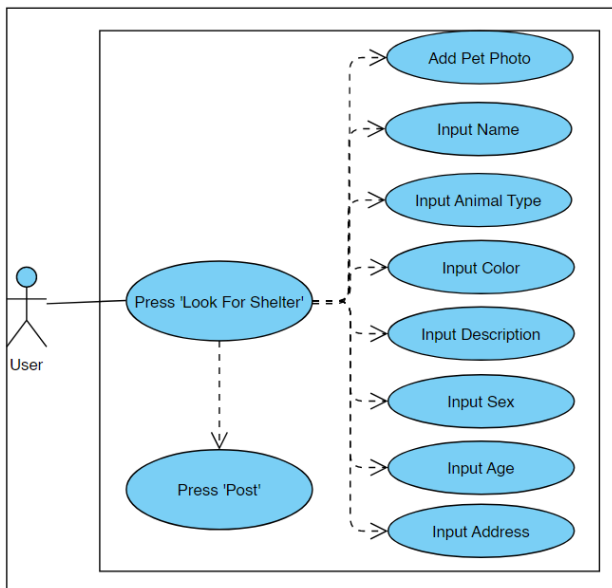 Add Pet Photo
Input Name
Input Animal Type
Input Color
Press 'Look For Shelter'
Input Description
User
Input Sex
Input Age
Press 'Post'
Input Address